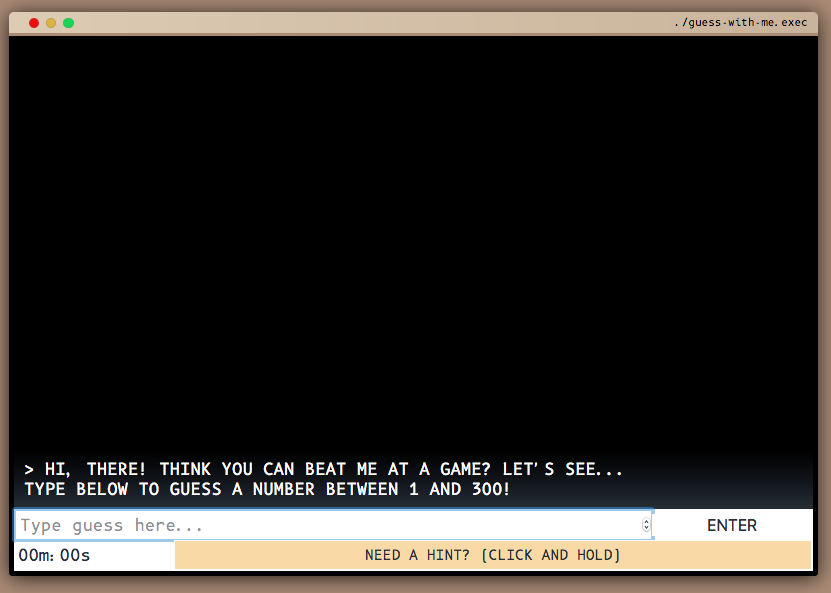 ./guess-with-me.exec
> HI, THERE! THINK YOU CAN BEAT ME AT A GAME? LET'S SEE...
TYPE BELOW TO GUESS A NUMBER BETWEEN 1 AND 300!
Type guess here...
ENTER
00m:00s
NEED A HINT? (CLICK AND HOLD)